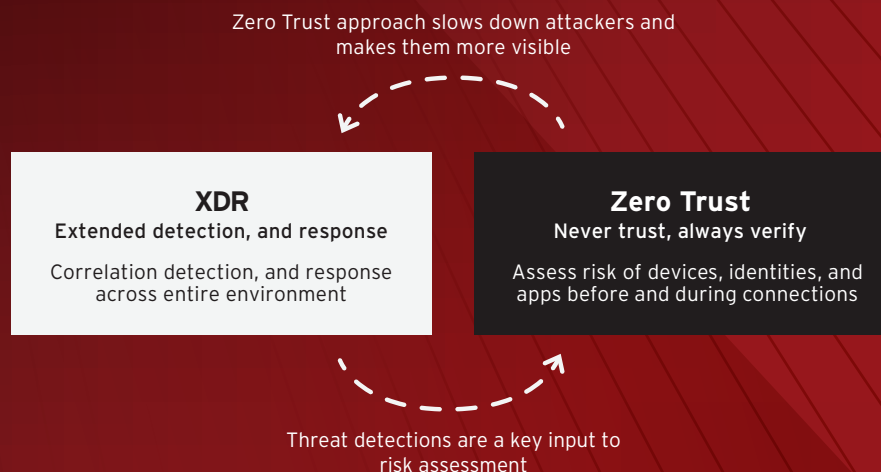 Zero Trust approach slows down attackers and
makes them more visible
XDR
Extended detection, and response
Correlation detection, and response
across entire environment
Zero Trust
Never trust, always verify
Assess risk of devices, identities, and
apps before and during connections
Threat detections are a key input to
risk assessment